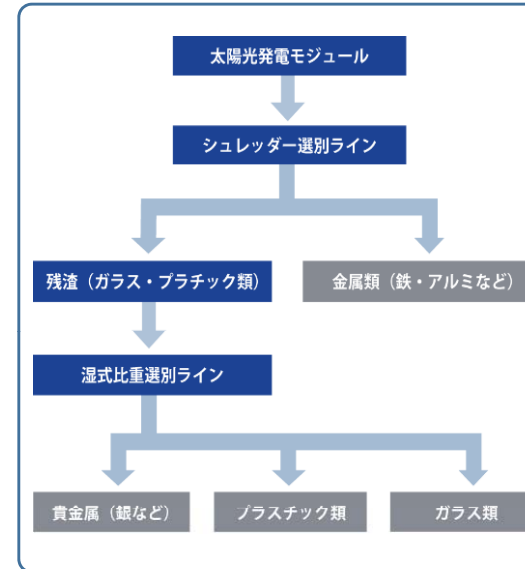 太陽光発電モジュール
シュレッダー選別ライン
残渣（ガラス・プラチック類）
金属類（鉄・アルミなど）
湿式比重選別ライン
貴金属（銀など）
プラスチック類
ガラス類